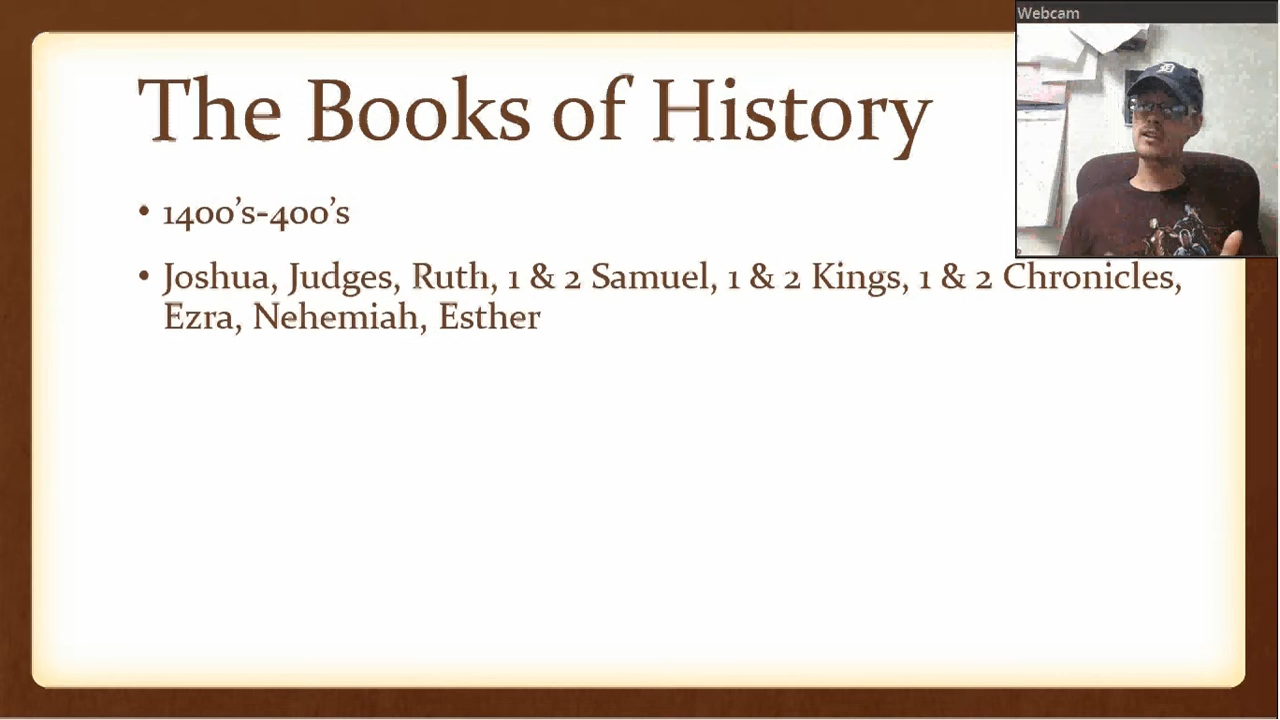 Webcam
The Books of History
• 1400's-400's
• Joshua, Judges, Ruth, 1 & 2 Samuel, 1 & 2 Kings, 1 & 2 Chronicles,
Ezra, Nehemiah, Esther